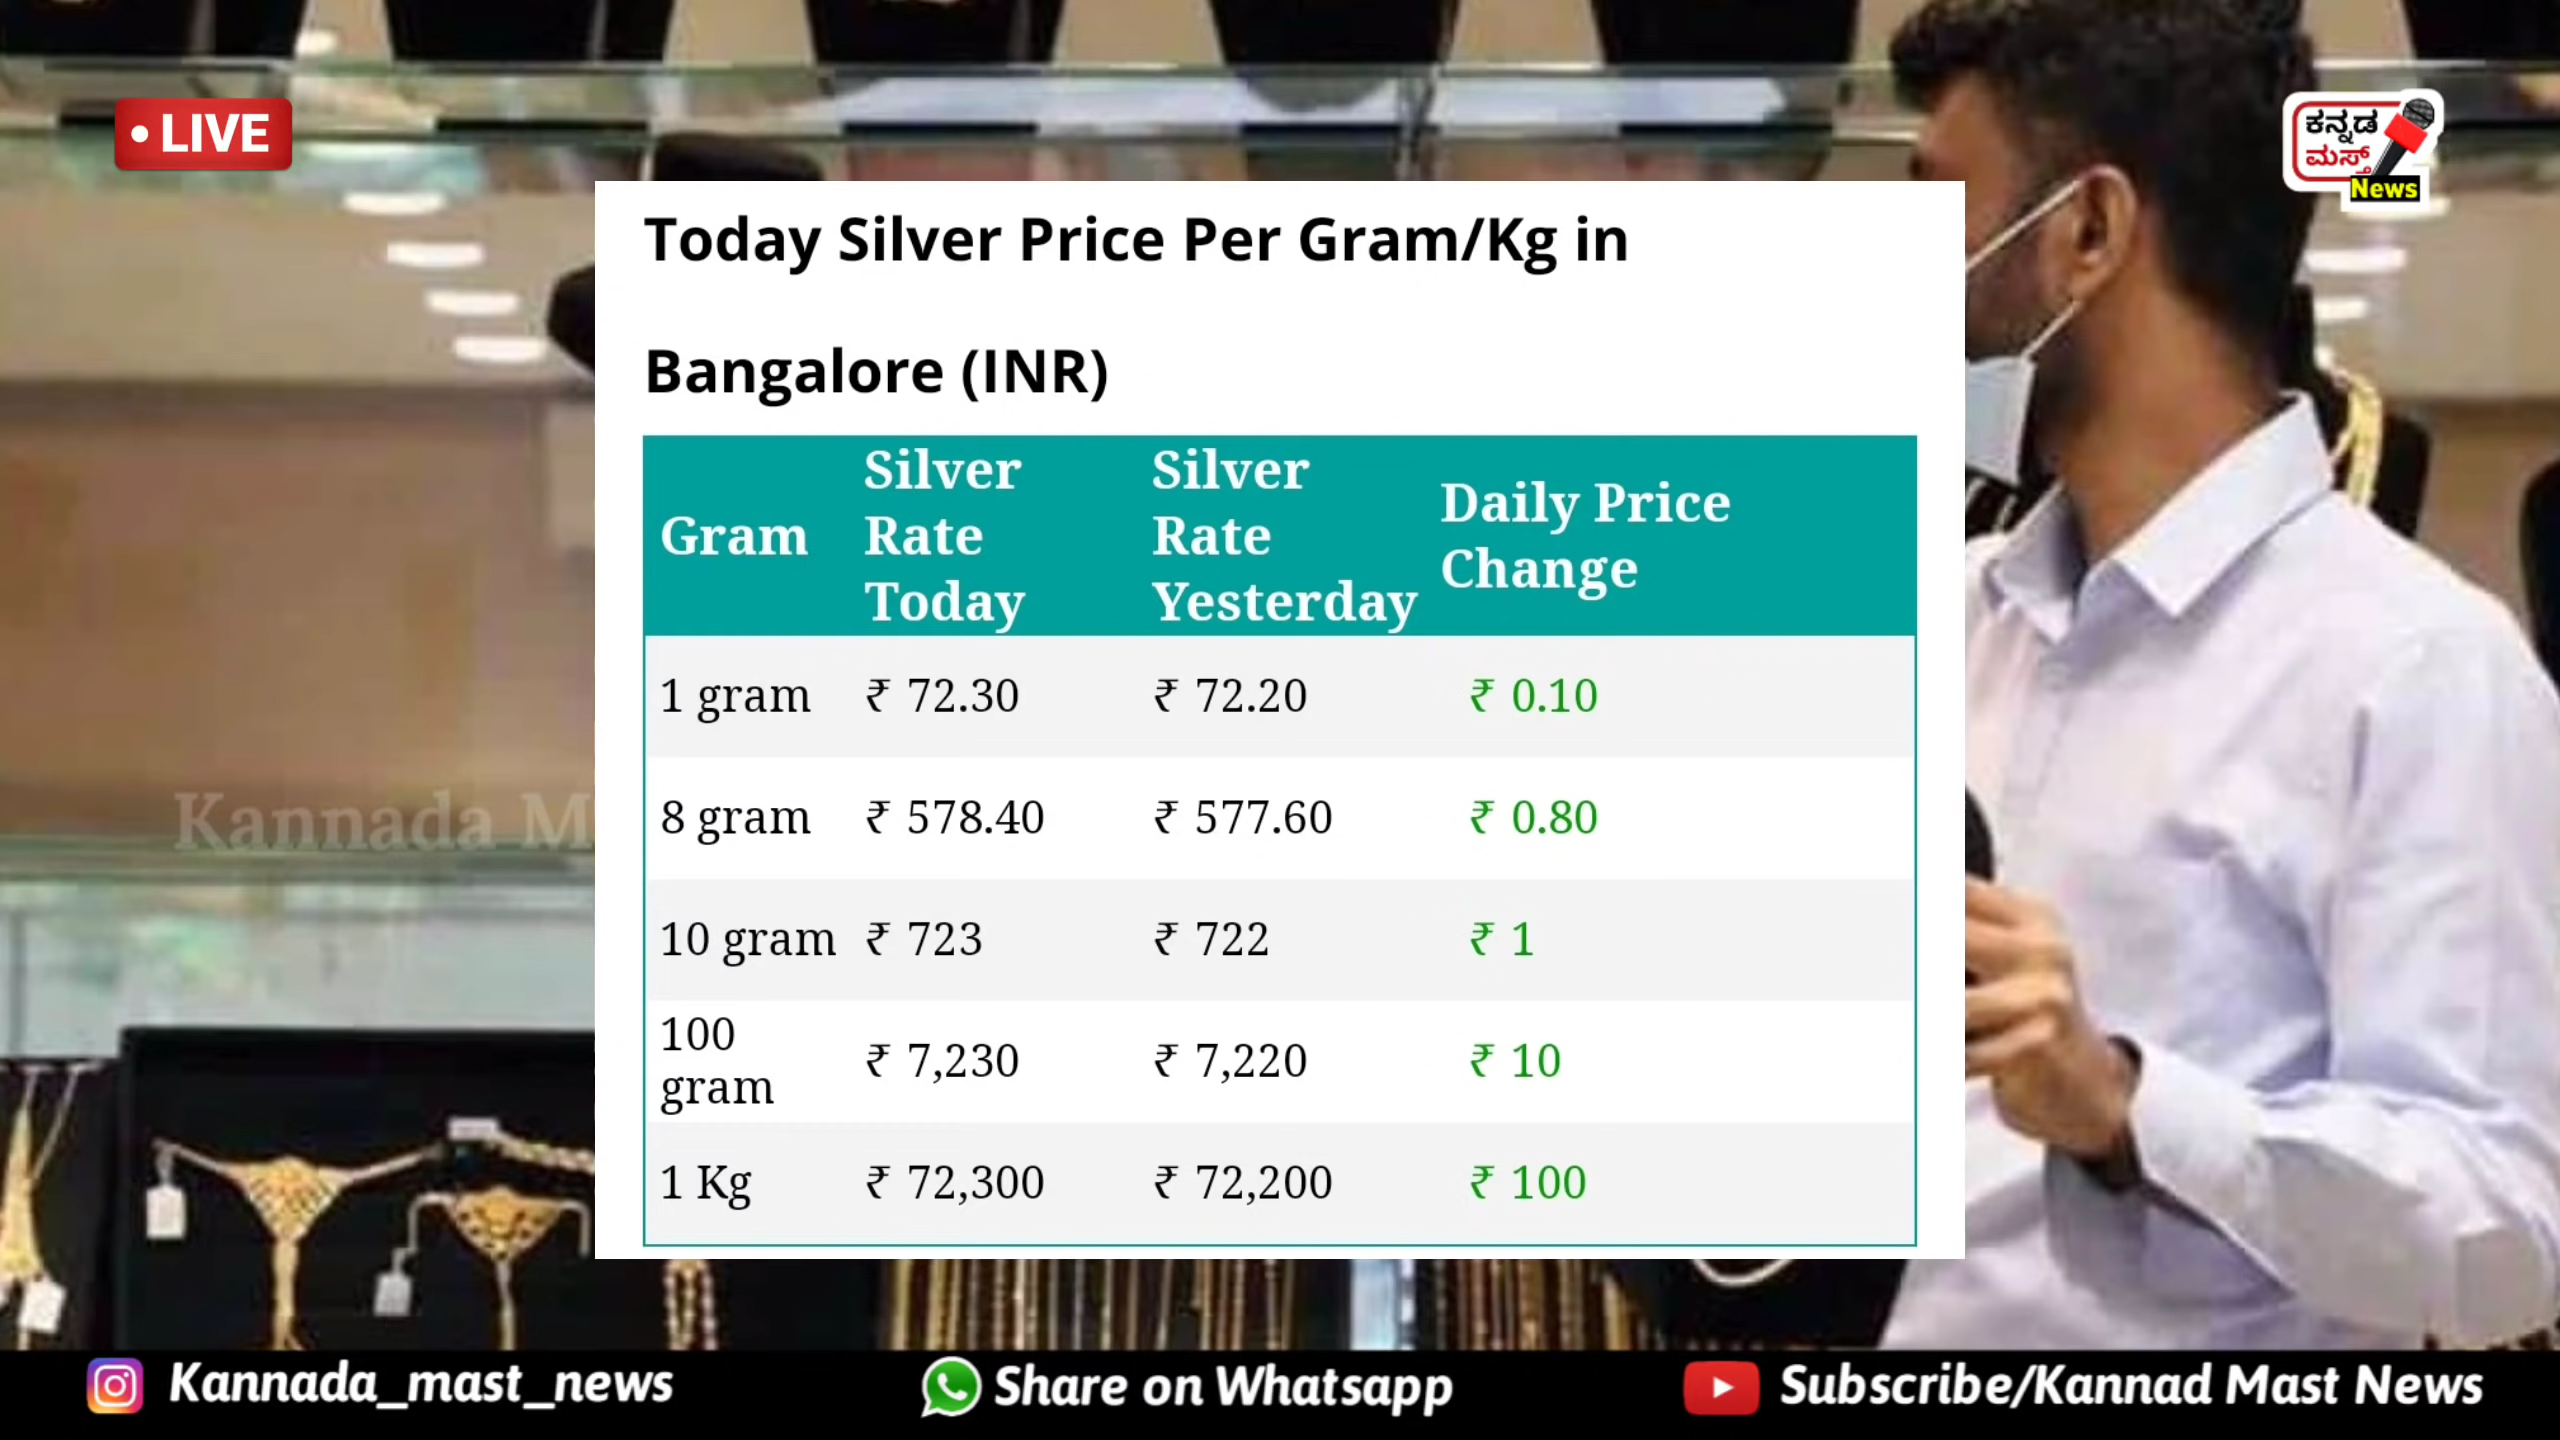 • LIVE
ಕನ್ನಡ
ಮಸ್ತ್
News
Today Silver Price Per Gram/Kg in
Bangalore (INR)
Gram Silver Rate Today Silver Rate Yesterday Daily Price Change
1 gram ₹ 72.30 ₹ 72.20 ₹ 0.10
8 gram ₹ 578.40 ₹ 577.60 ₹ 0.80
Kannada M
10 gram ₹ 723 ₹ 722 ₹ 1
100 gram ₹ 7,230 ₹ 7,220 ₹ 10
1 Kg ₹ 72,300 ₹ 72,200 ₹ 100
Kannada_mast_news Share on Whatsapp Subscribe/Kannad Mast News